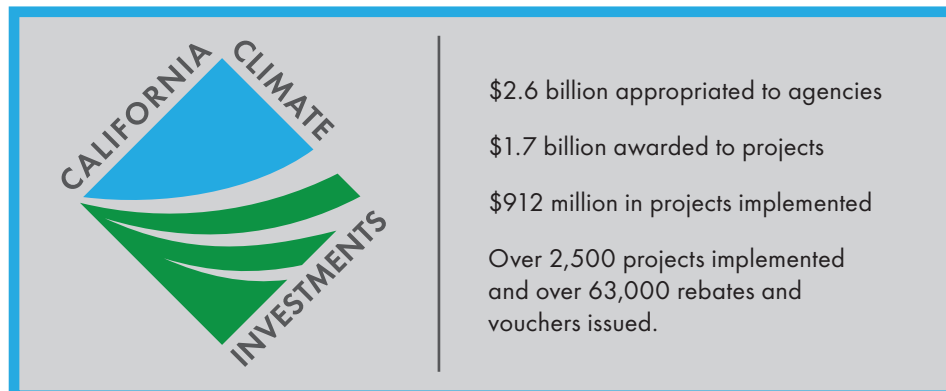 CALIFORNIA
CLIMATE
INVESTMENTS
$2.6 billion appropriated to agencies
$1.7 billion awarded to projects
$912 million in projects implemented
Over 2,500 projects implemented
and over 63,000 rebates and
vouchers issued.